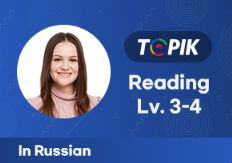 TOPIK
Reading
Lv. 3-4
In Russian